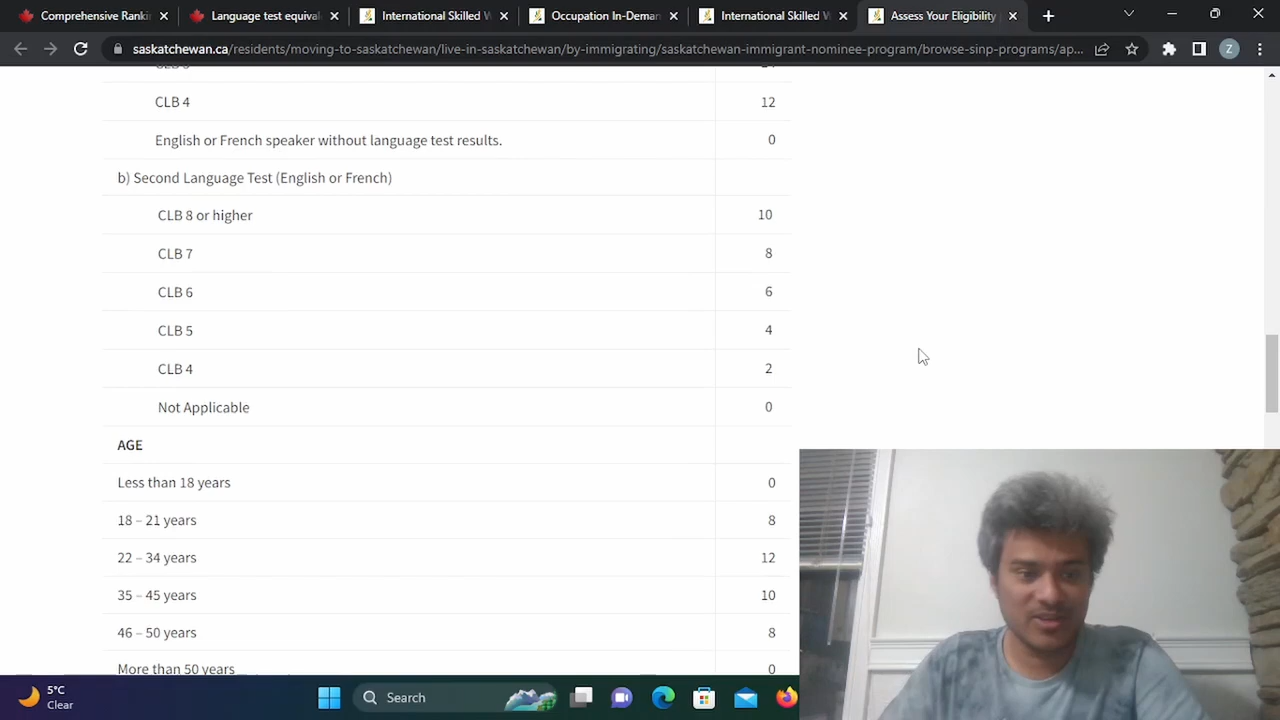 Comprehensive Ranki
Language test equival
International Skilled W
Occupation In-Deman
International Skilled W
Assess Your Eligibility
saskatchewan.ca/residents/moving-to-saskatchewan/live-in-saskatchewan/by-immigrating/saskatchewan-immigrant-nominee-program/browse-sinp-programs/ap...
Z
CLB 4 12
English or French speaker without language test results. 0
b) Second Language Test (English or French)
CLB 8 or higher 10
CLB 7 8
CLB 6 6
CLB 5 4
CLB 4 2
Not Applicable 0
AGE
Less than 18 years 0
18 – 21 years 8
22 – 34 years 12
35 – 45 years 10
46 – 50 years 8
More than 50 years 0
5°C
Clear
Search